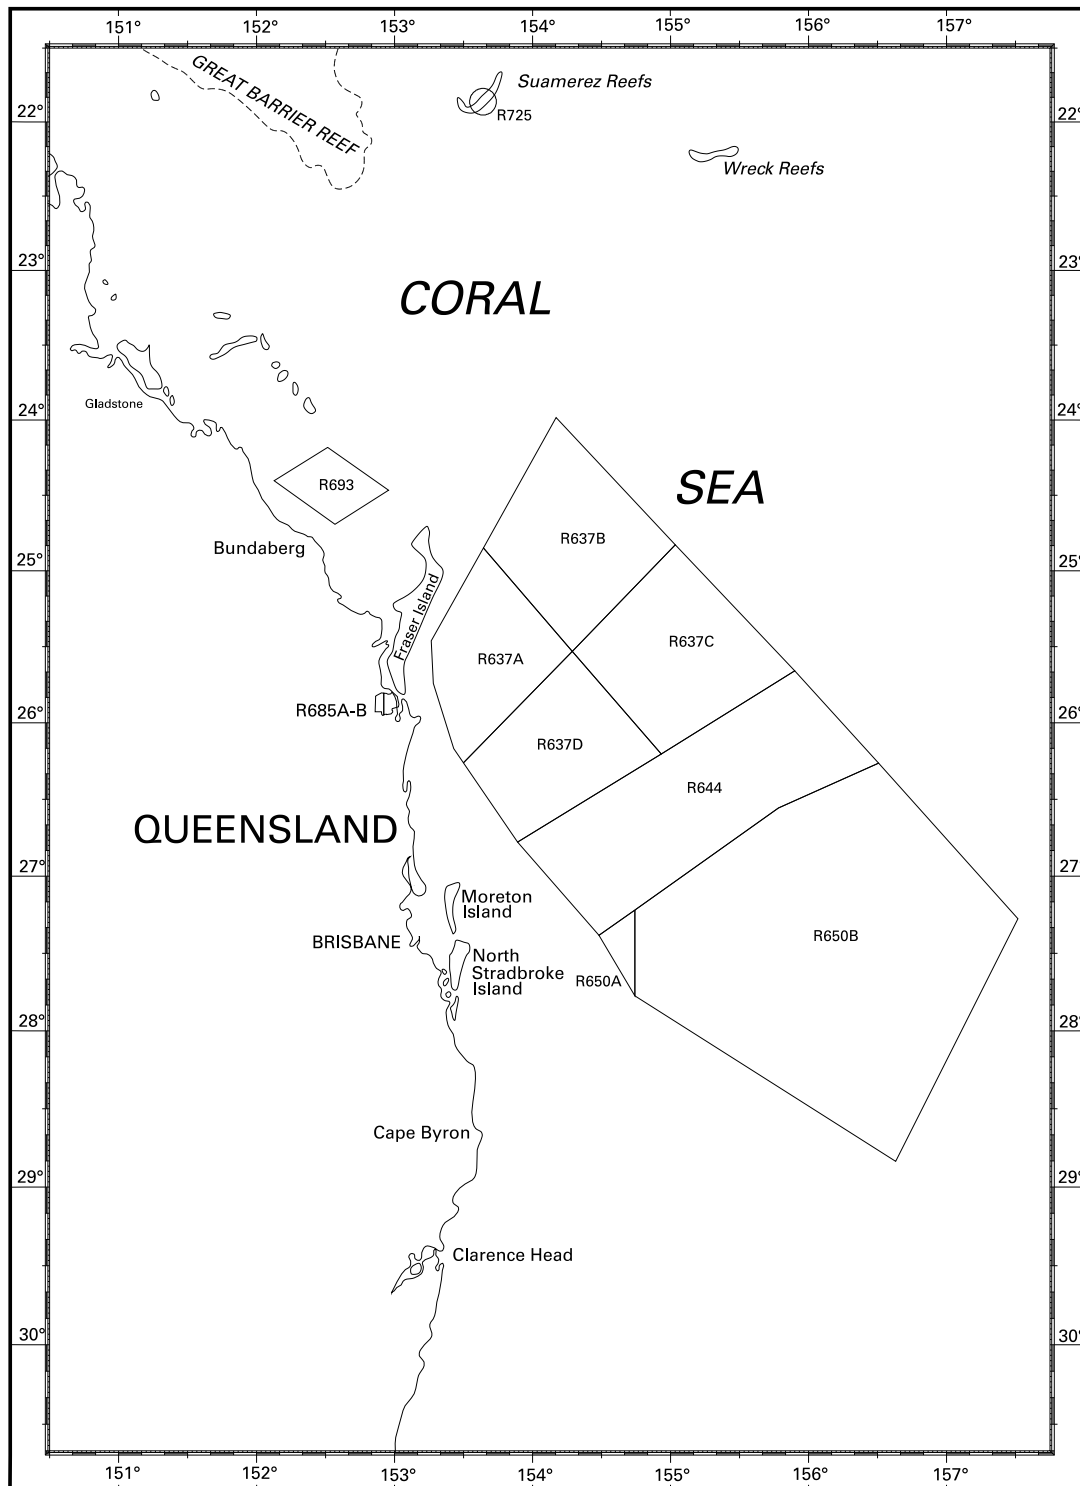 151° 152° 153° 154° 155° 156° 157°
GREAT BARRIER REEF
Suamerez Reefs
R725
22° 22°
Wreck Reefs
23° 23°
CORAL
Gladstone
24° 24°
SEA
R693
R637B
Bundaberg
25° 25°
Fraser Island
R637C
R637A
R685A-B
26° 26°
R637D
R644
QUEENSLAND
27° 27°
Moreton
Island
BRISBANE
R650B
North
Stradbroke
Island
R650A
28° 28°
Cape Byron
29° 29°
Clarence Head
30° 30°
151° 152° 153° 154° 155° 156° 157°